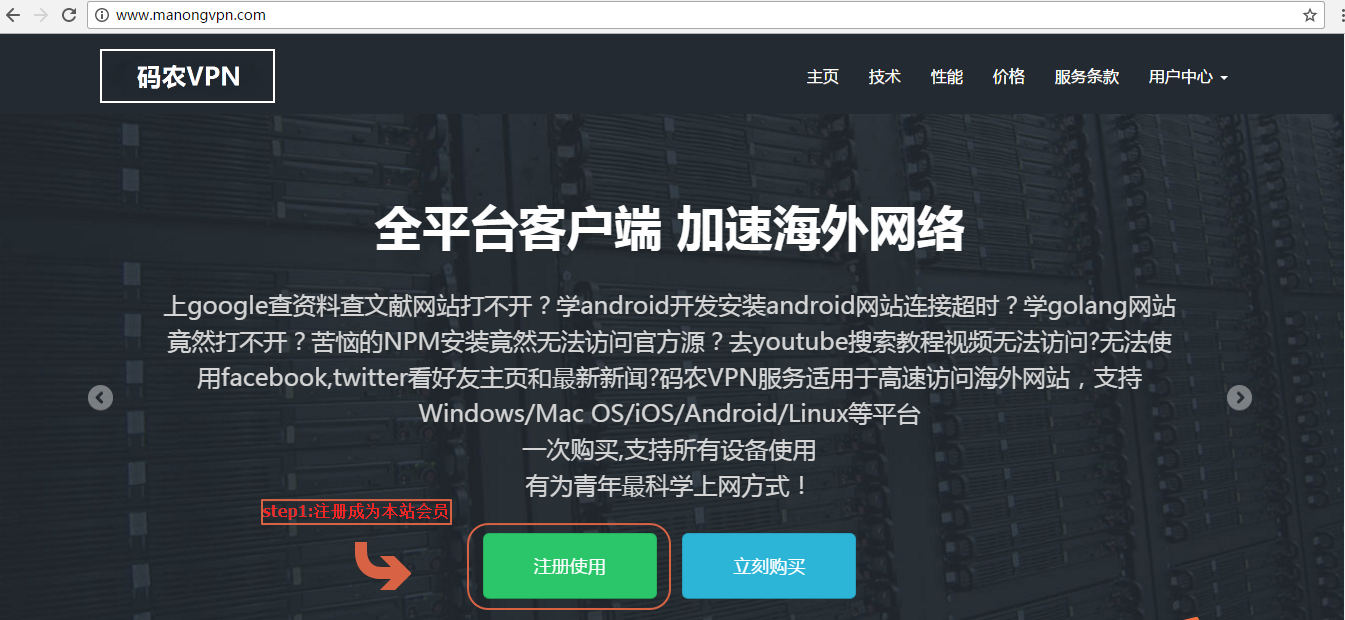 www.manongvpn.com
码农VPN
主页 技术 性能 价格 服务条款 用户中心
全平台客户端 加速海外网络
上google查资料查文献网站打不开？学android开发安装android网站连接超时？学golang网站
竟然打不开？苦恼的NPM安装竟然无法访问官方源？去youtube搜索教程视频无法访问?无法使
用facebook,twitter看好友主页和最新新闻?码农VPN服务适用于高速访问海外网站，支持
Windows/Mac OS/iOS/Android/Linux等平台
一次购买,支持所有设备使用
有为青年最科学上网方式！
step1:注册成为本站会员
注册使用 立刻购买